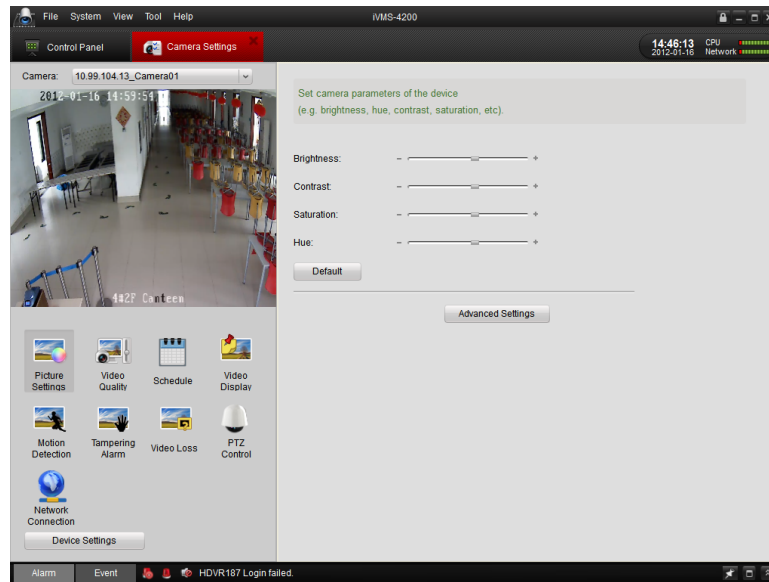 File System View Tool Help
iVMS-4200
Control Panel
Camera Settings
14:46:13
2012-01-16
CPU
Network
Camera: 10.99.104.13_Camera01
2012-01-16 14:59:54
4#2F Canteen
Set camera parameters of the device
(e.g. brightness, hue, contrast, saturation, etc).
Brightness: - +
Contrast: - +
Saturation: - +
Hue: - +
Default
Advanced Settings
Picture
Settings
Video
Quality
Schedule
Video
Display
Motion
Detection
Tampering
Alarm
Video Loss
PTZ
Control
Network
Connection
Device Settings
Alarm
Event
HDVR187 Login failed.